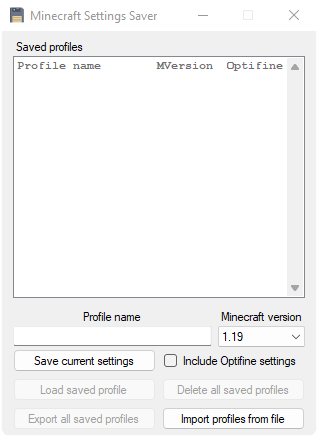 Minecraft Settings Saver
Saved profiles
Profile name MVersion Optifine
Profile name Minecraft version
1.19
Save current settings Include Optifine settings
Load saved profile Delete all saved profiles
Export all saved profiles Import profiles from file